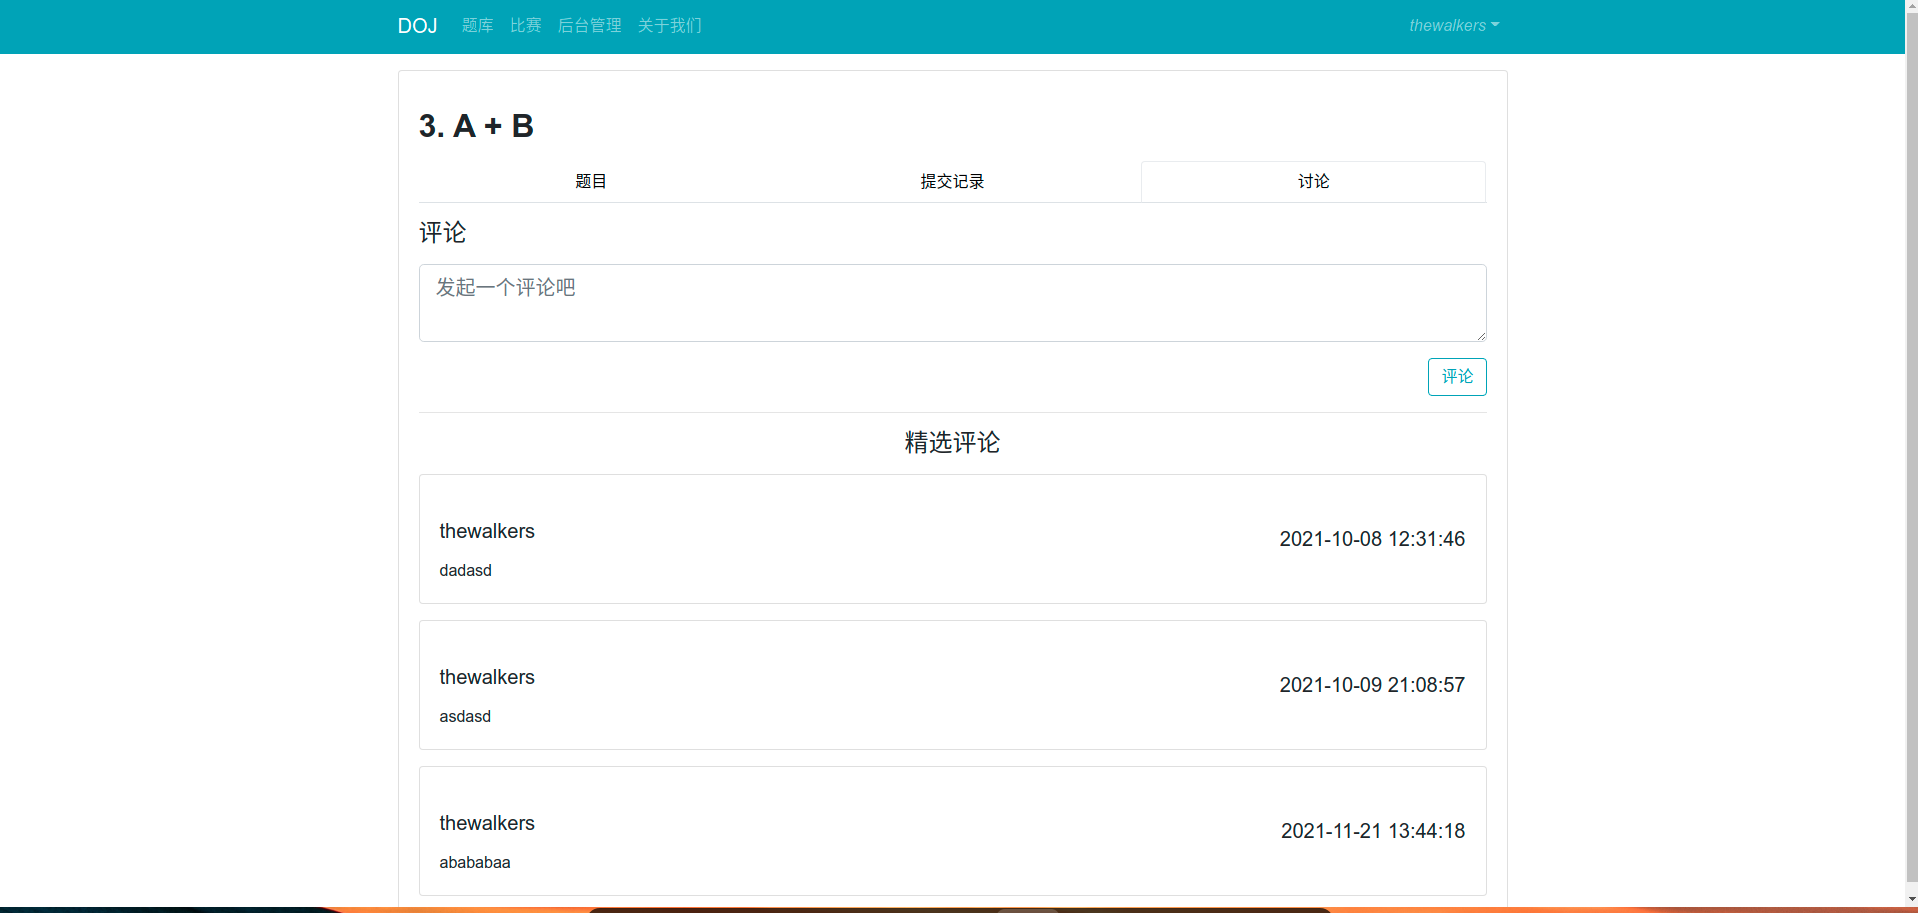 DOJ 题库 比赛 后台管理 关于我们 thewalkers
3. A + B
题目 提交记录 讨论
评论
发起一个评论吧
评论
精选评论
thewalkers
2021-10-08 12:31:46
dadasd
thewalkers
2021-10-09 21:08:57
asdasd
thewalkers
2021-11-21 13:44:18
abababaa